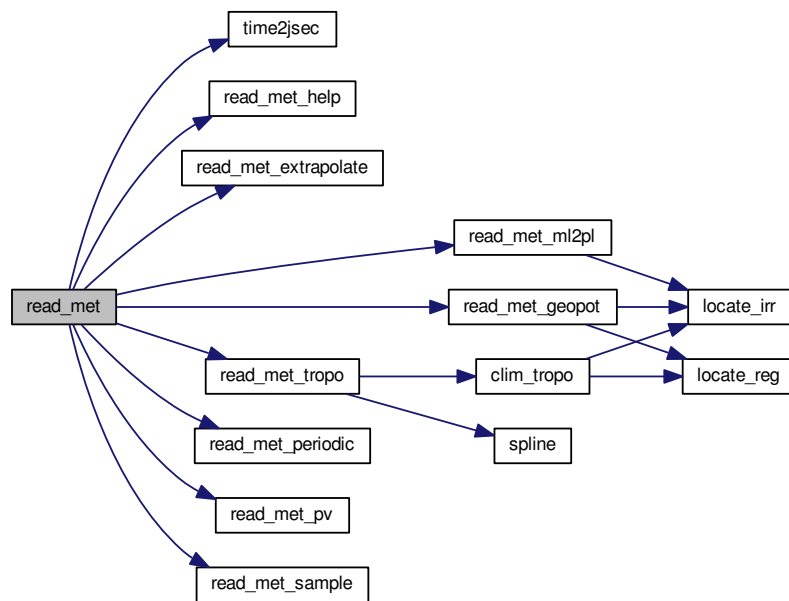 time2jsec
read_met_help
read_met_extrapolate
read_met_ml2pl
read_met
read_met_geopot
locate_irr
read_met_tropo
clim_tropo
locate_reg
read_met_periodic
spline
read_met_pv
read_met_sample